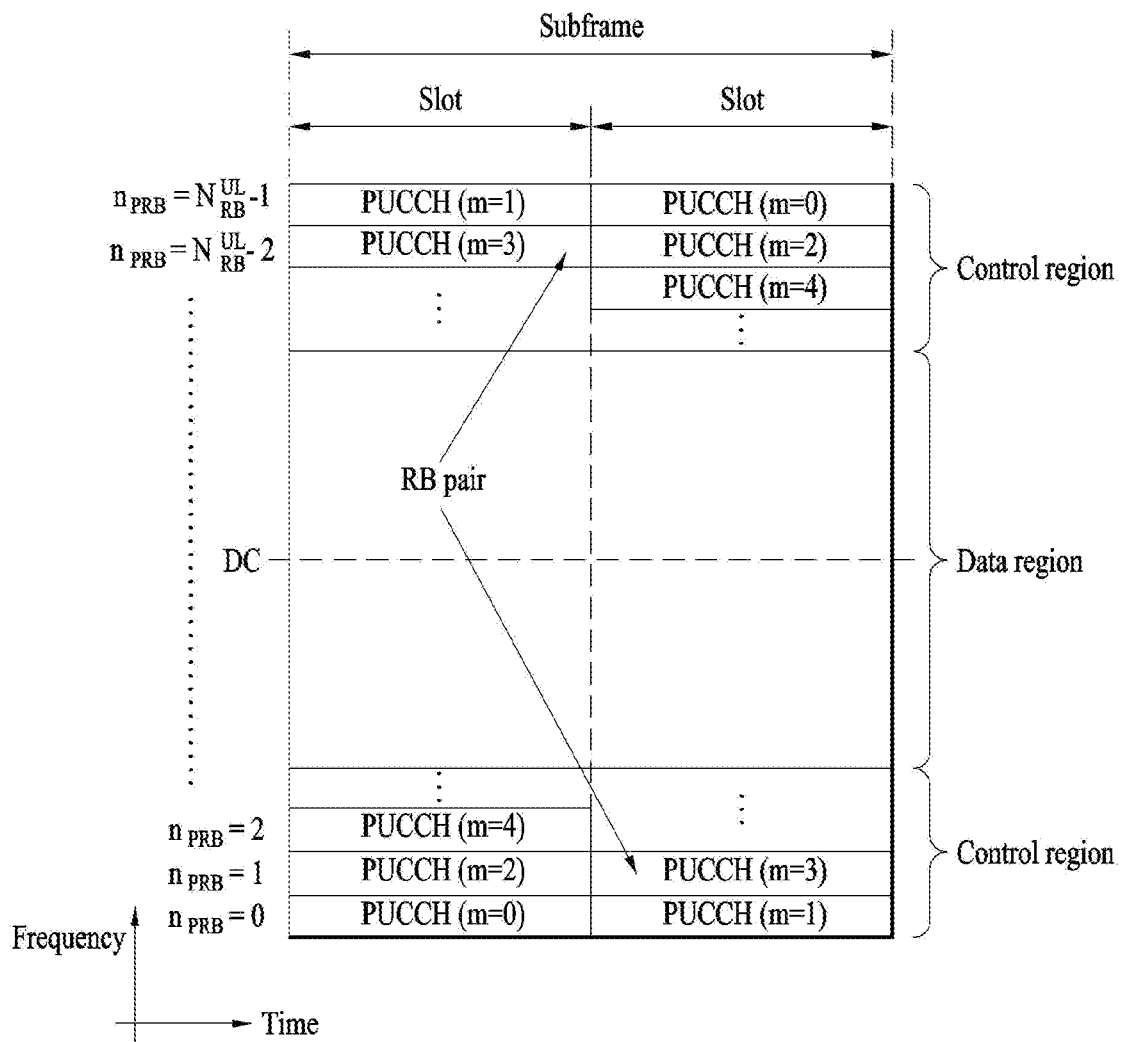 Subframe
Slot Slot
n PRB = N UL RB -1 PUCCH (m=1) PUCCH (m=0)
n PRB = N UL RB - 2 PUCCH (m=3) PUCCH (m=2)
PUCCH (m=4)
Control region
RB pair
DC
Data region
n PRB = 2 PUCCH (m=4)
n PRB = 1 PUCCH (m=2) PUCCH (m=3)
Control region
n PRB = 0 PUCCH (m=0) PUCCH (m=1)
Frequency
Time